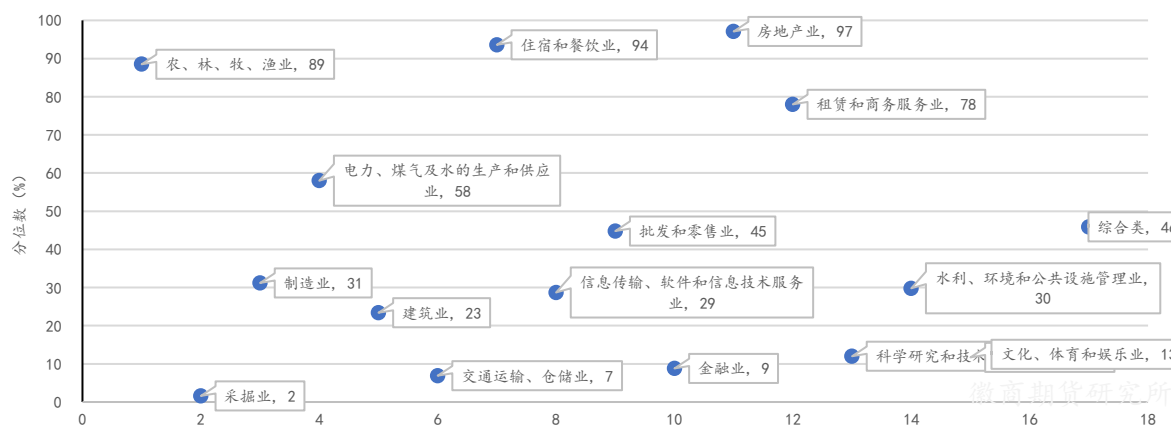 100
90
80
70
60
50
40
30
20
10
0
分位数 (%)
房地产业, 97
住宿和餐饮业, 94
农、林、牧、渔业, 89
租赁和商务服务业, 78
电力、煤气及水的生产和供应
业, 58
批发和零售业, 45
综合类, 46
制造业, 31
信息传输、软件和信息技术服务
业, 29
水利、环境和公共设施管理业,
30
建筑业, 23
科学研究和技术
文化、体育和娱乐业, 13
金融业, 9
交通运输、仓储业, 7
采掘业, 2
徽商期货研究所
0 2 4 6 8 10 12 14 16 18